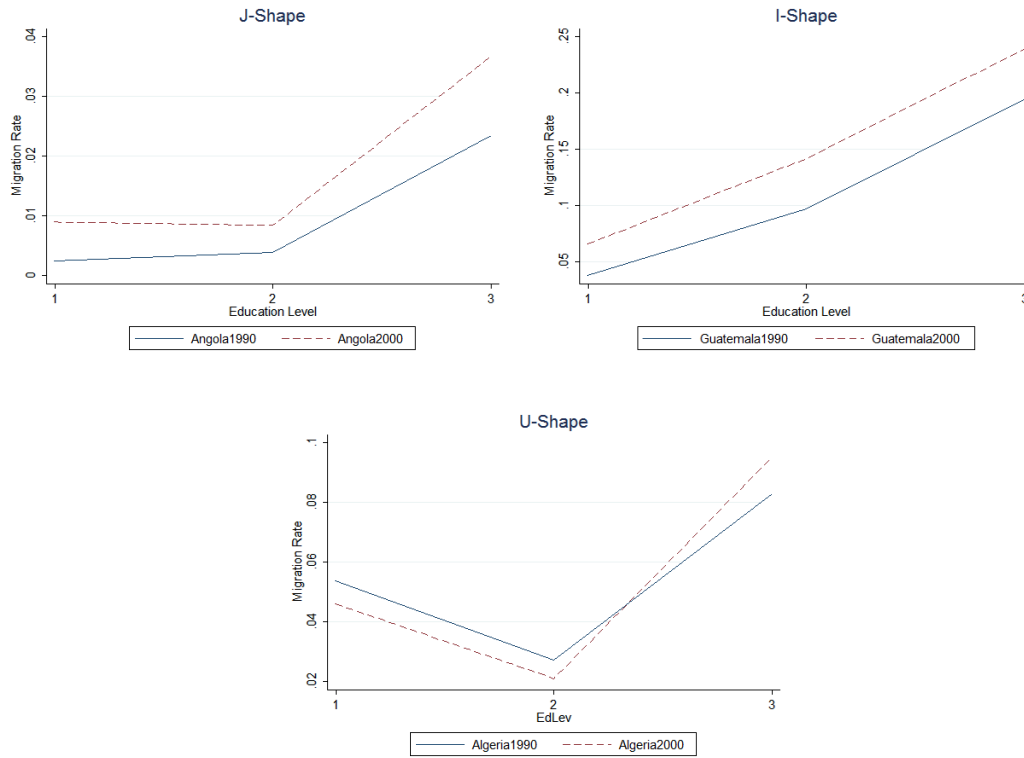 J-Shape
Migration Rate
.04
.03
.02
.01
0
1 2 3
Education Level
Angola1990 Angola2000
I-Shape
Migration Rate
.25
.2
.15
.1
.05
1 2 3
Education Level
Guatemala1990 Guatemala2000
U-Shape
Migration Rate
.1
.08
.06
.04
.02
1 2 3
EdLev
Algeria1990 Algeria2000